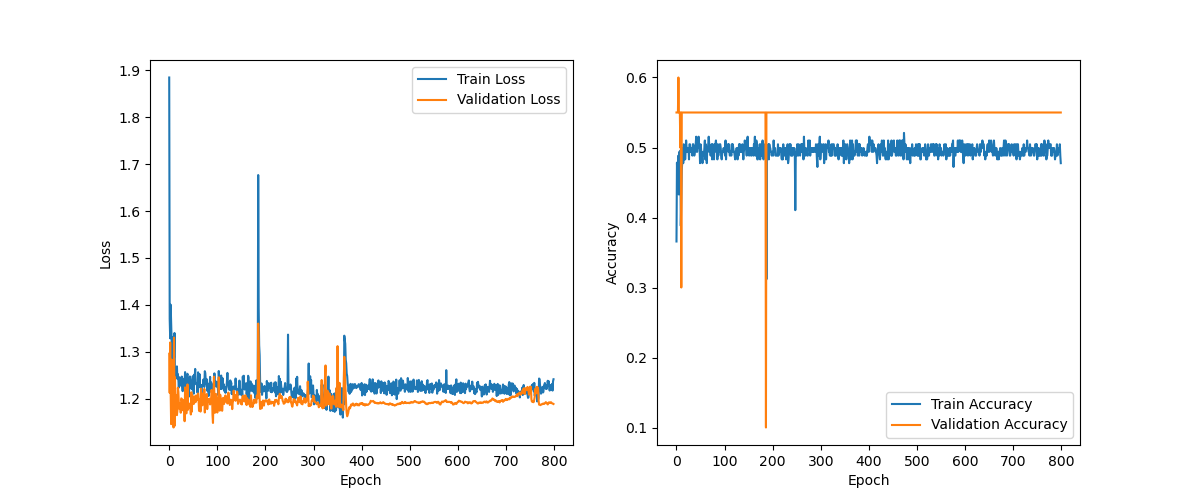 1.9
1.8
1.7
1.6
1.5
1.4
1.3
1.2
Loss
0 100 200 300 400 500 600 700 800
Epoch
Train Loss
Validation Loss
0.6
0.5
0.4
0.3
0.2
0.1
Accuracy
0 100 200 300 400 500 600 700 800
Epoch
Train Accuracy
Validation Accuracy